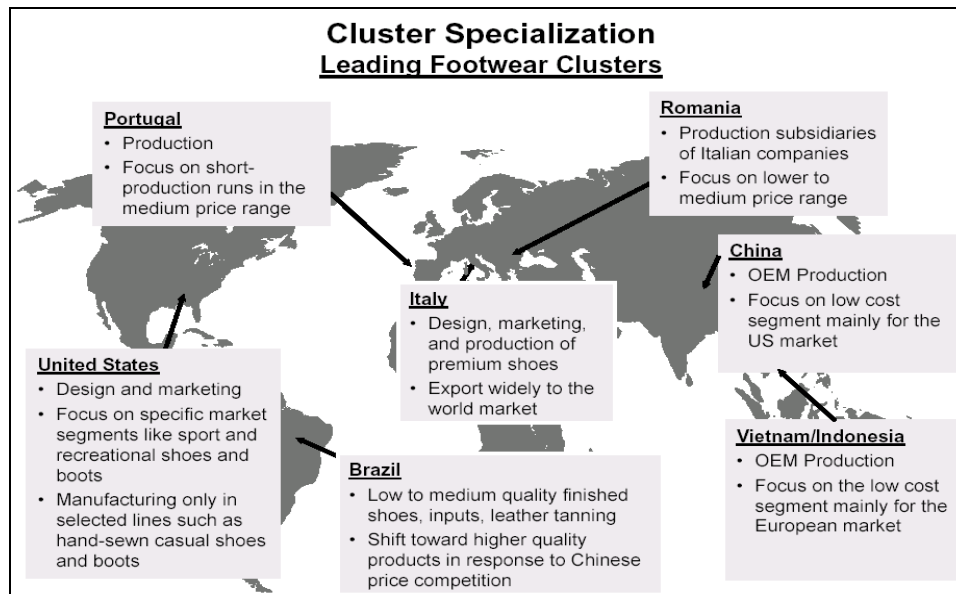 Cluster Specialization
Leading Footwear Clusters
Portugal
• Production
• Focus on short-
production runs in the
medium price range
Romania
• Production subsidiaries
of Italian companies
• Focus on lower to
medium price range
China
• OEM Production
• Focus on low cost
segment mainly for the
US market
Italy
• Design, marketing,
and production of
premium shoes
• Export widely to the
world market
United States
• Design and marketing
• Focus on specific market
segments like sport and
recreational shoes and
boots
• Manufacturing only in
selected lines such as
hand-sewn casual shoes
and boots
Brazil
• Low to medium quality finished
shoes, inputs, leather tanning
• Shift toward higher quality
products in response to Chinese
price competition
Vietnam/Indonesia
• OEM Production
• Focus on the low cost
segment mainly for the
European market